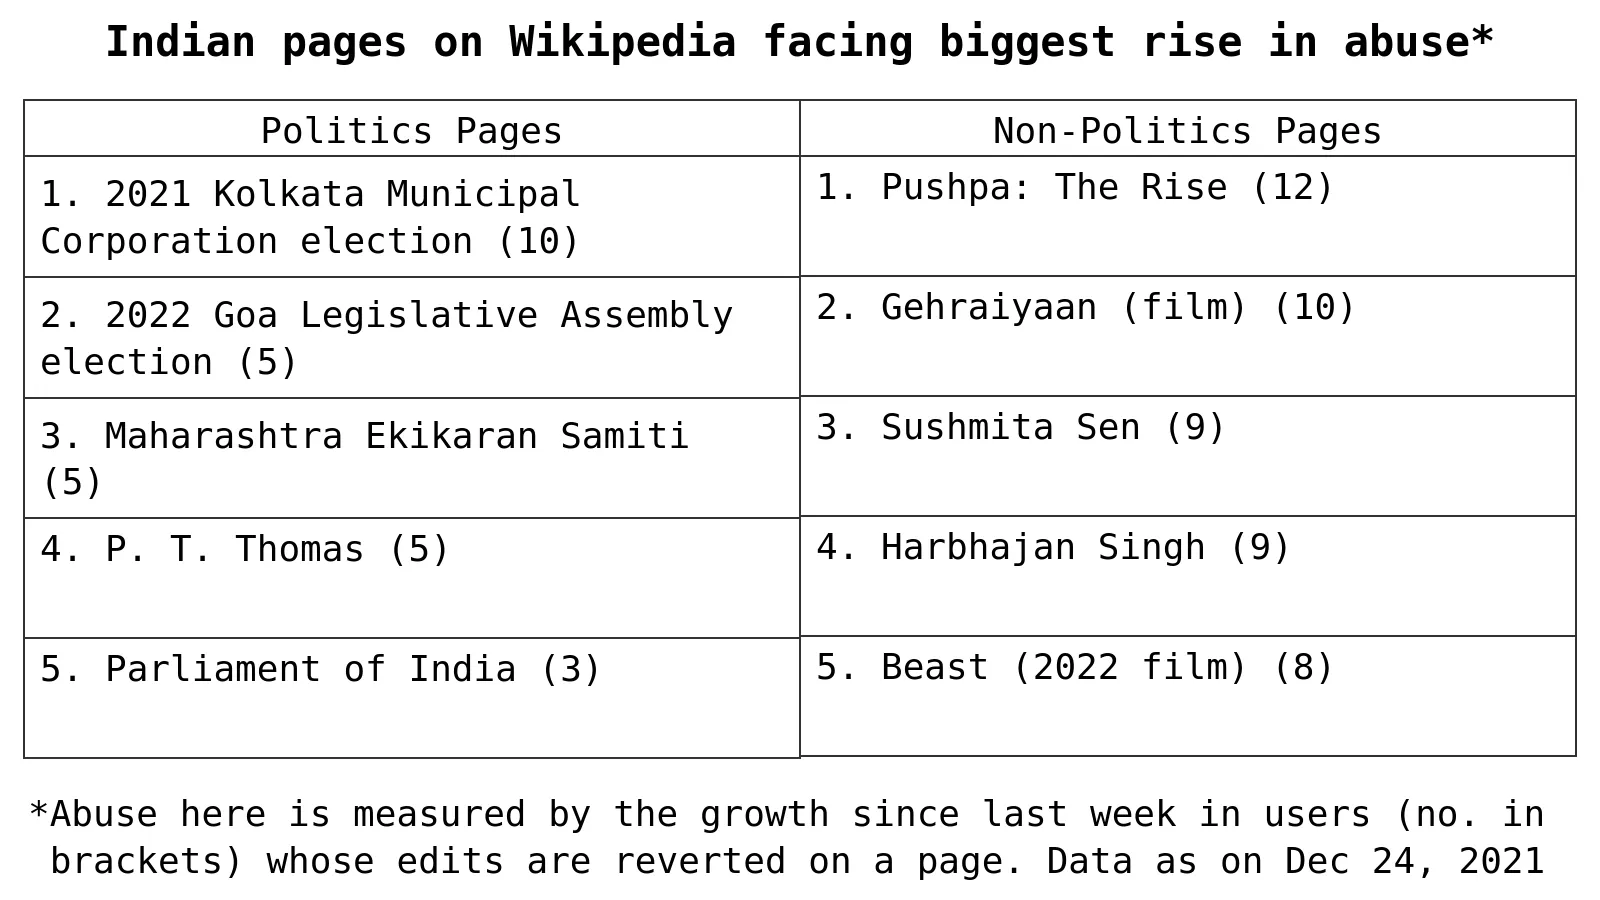 Indian pages on Wikipedia facing biggest rise in abuse*
Politics Pages
1. 2021 Kolkata Municipal
Corporation election (10)
2. 2022 Goa Legislative Assembly
election (5)
3. Maharashtra Ekikaran Samiti
(5)
4. P. T. Thomas (5)
5. Parliament of India (3)
Non-Politics Pages
1. Pushpa: The Rise (12)
2. Gehraiyaan (film) (10)
3. Sushmita Sen (9)
4. Harbhajan Singh (9)
5. Beast (2022 film) (8)
*Abuse here is measured by the growth since last week in users (no. in
brackets) whose edits are reverted on a page. Data as on Dec 24, 2021